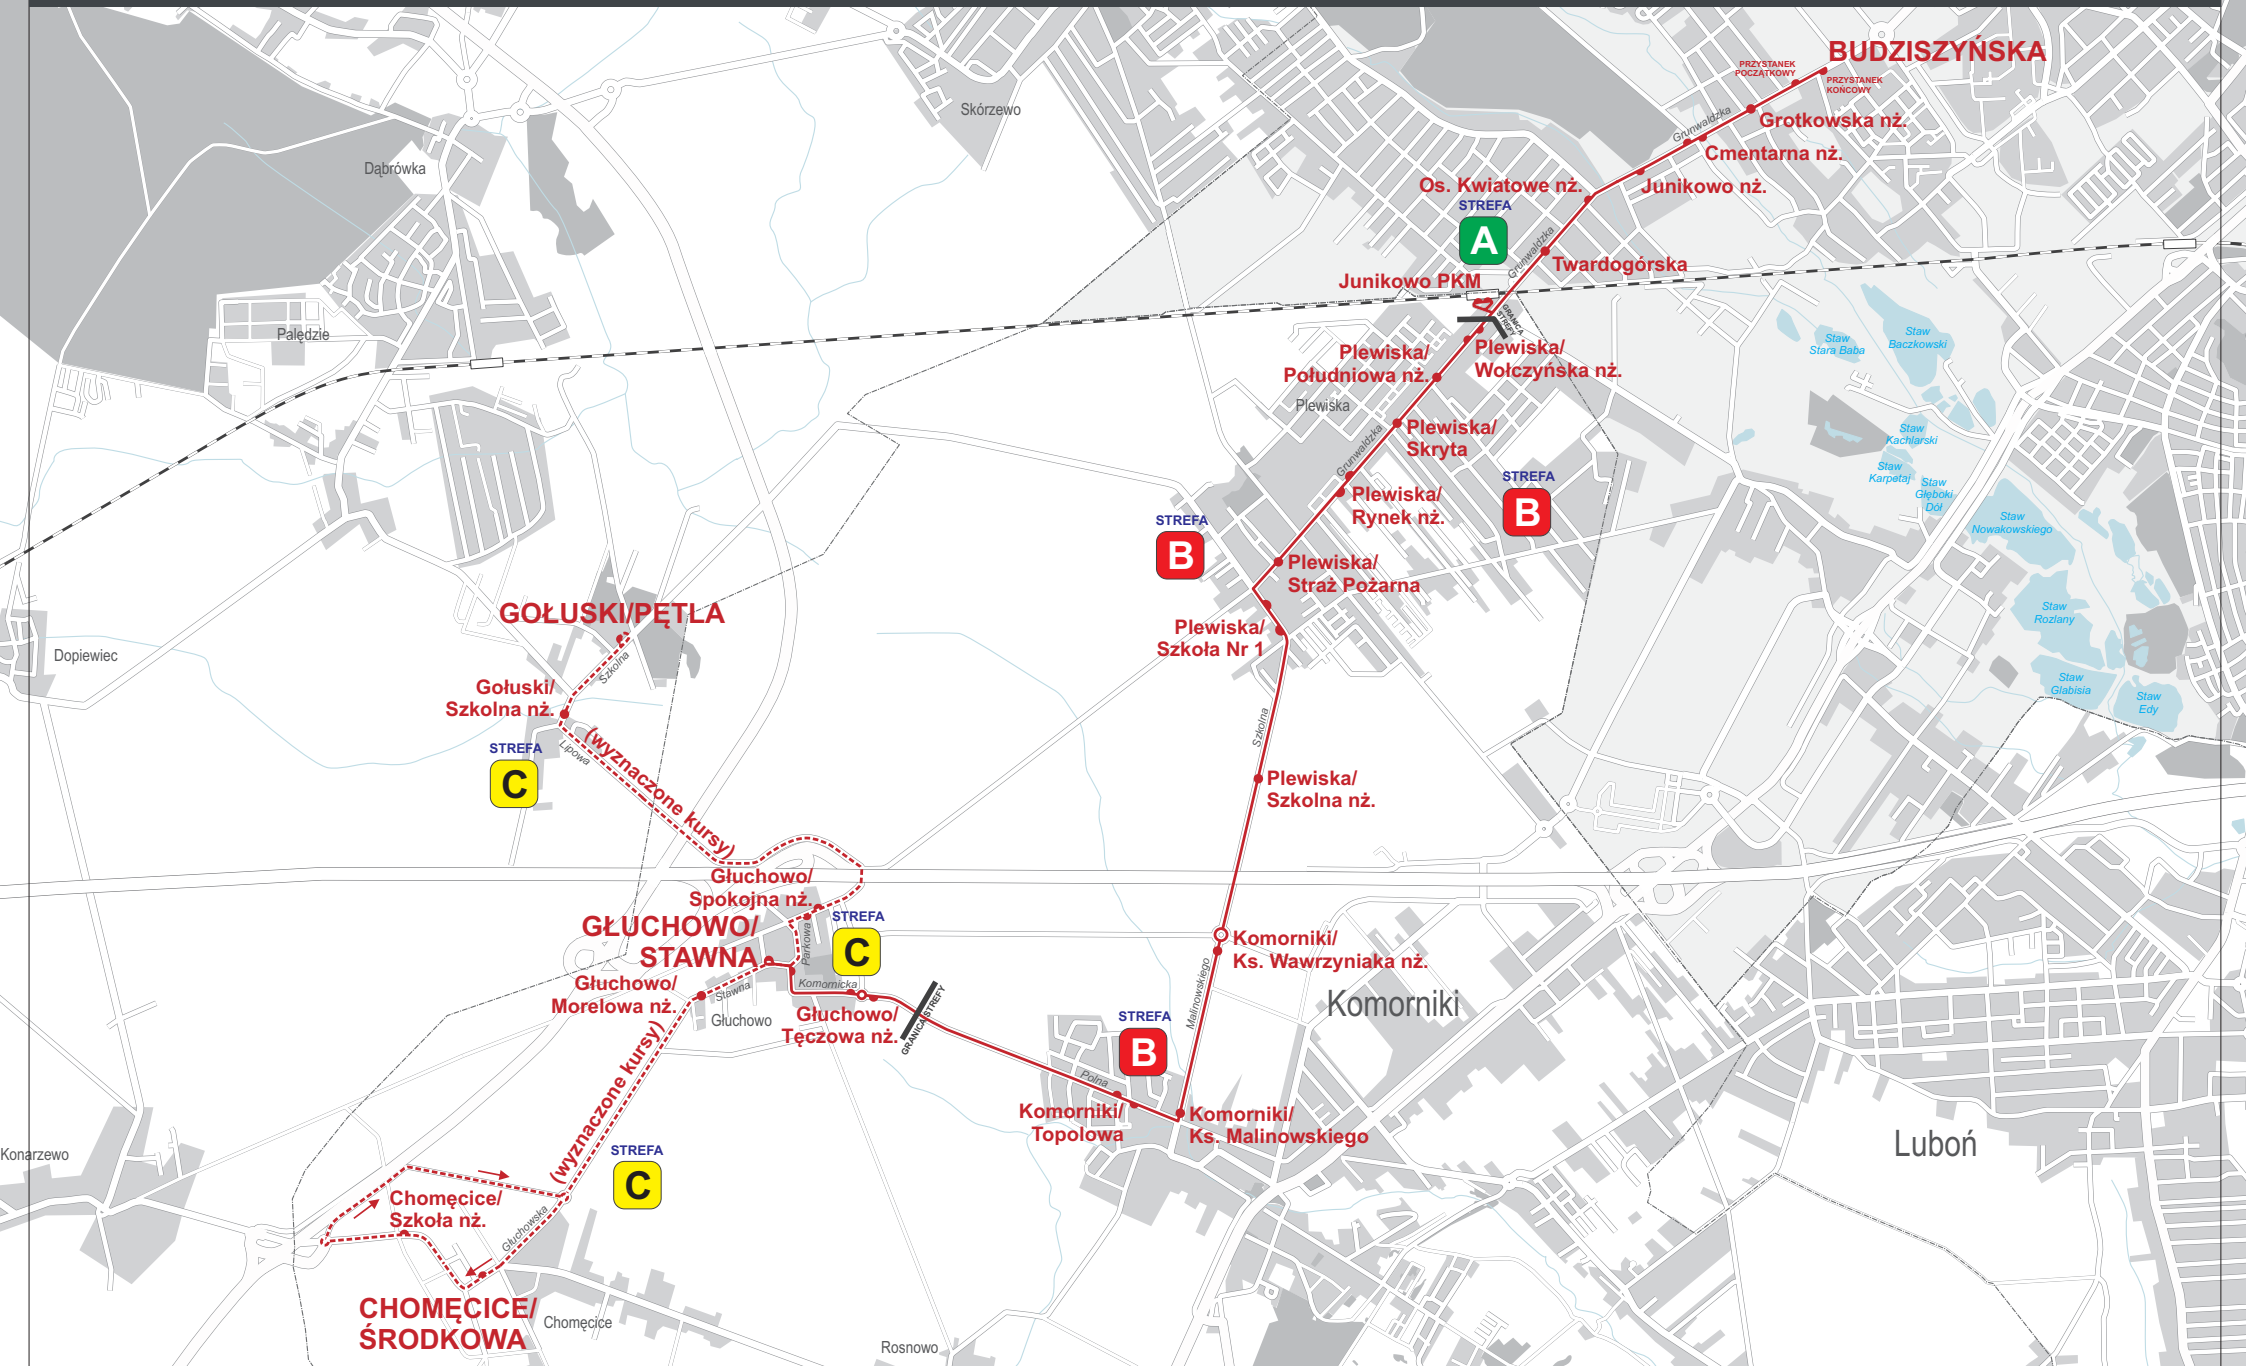 BUDZISZYŃSKA
PRZYSTANEK
POCZĄTKOWY
PRZYSTANEK
KOŃCOWY
Skórzewo
Grunwaldzka
Grotkowska nż.
Cmentarna nż.
Dąbrówka
Os. Kwiatowe nż.
Junikowo nż.
STREFA
A
Grunwaldzka
Twardogórska
Junikowo PKM
GRANICA
STREFY
Palędzie
Staw
Stara Baba
Staw
Baczkowski
Plewiska/
Wołczyńska nż.
Plewiska/
Południowa nż.
Plewiska
Plewiska/
Skryta
Grunwaldzka
Staw
Kachlarski
Staw
Karpętaj
Staw
Głęboki
Dół
STREFA
B
Plewiska/
Rynek nż.
STREFA
B
Staw
Nowakowskiego
Plewiska/
Straż Pożarna
GOŁUSKI/PĘTLA
Staw
Rozlany
Plewiska/
Szkoła Nr 1
Dopiewiec
Szkolna
Gołuski/
Szkolna nż.
Staw
Glabisia
Staw
Edy
Szkolna
Lipowa
STREFA
C
(wyznaczone kursy)
Plewiska/
Szkolna nż.
Głuchowo/
Spokojna nż.
STREFA
C
GŁUCHOWO/
STAWNA
Parkowa
Komorniki/
Ks. Wawrzyniaka nż.
Głuchowo/
Morelowa nż.
Stawna
Komornicka
Malinowskiego
Komorniki
Głuchowo
Głuchowo/
Tęczowa nż.
GRANICA STREFY
STREFA
B
Polna
(wyznaczone kursy)
Komorniki/
Topolowa
Komorniki/
Ks. Malinowskiego
Luboń
Konarzewo
STREFA
C
Chomęcice/
Szkoła nż.
Głuchowska
CHOMĘCICE/
ŚRODKOWA
Chomęcice
Rosnowo